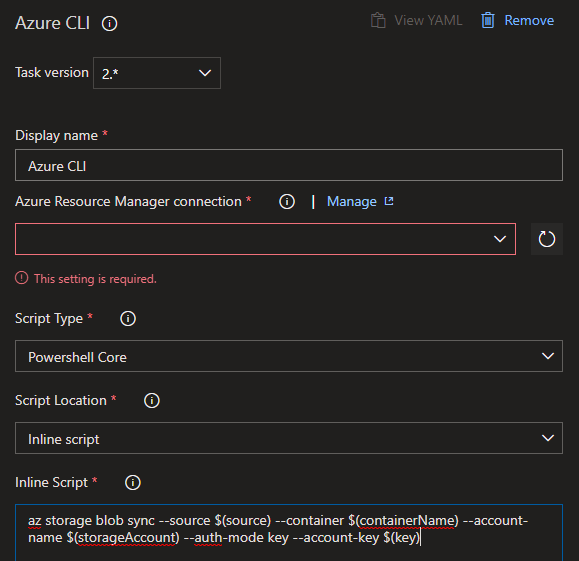 Azure CLI
View YAML
Remove
Task version
2.*
Display name *
Azure CLI
Azure Resource Manager connection *
| Manage
This setting is required.
Script Type *
Powershell Core
Script Location *
Inline script
Inline Script *
az storage blob sync --source $(source) --container $(containerName) --account-
name $(storageAccount) --auth-mode key --account-key $(key)